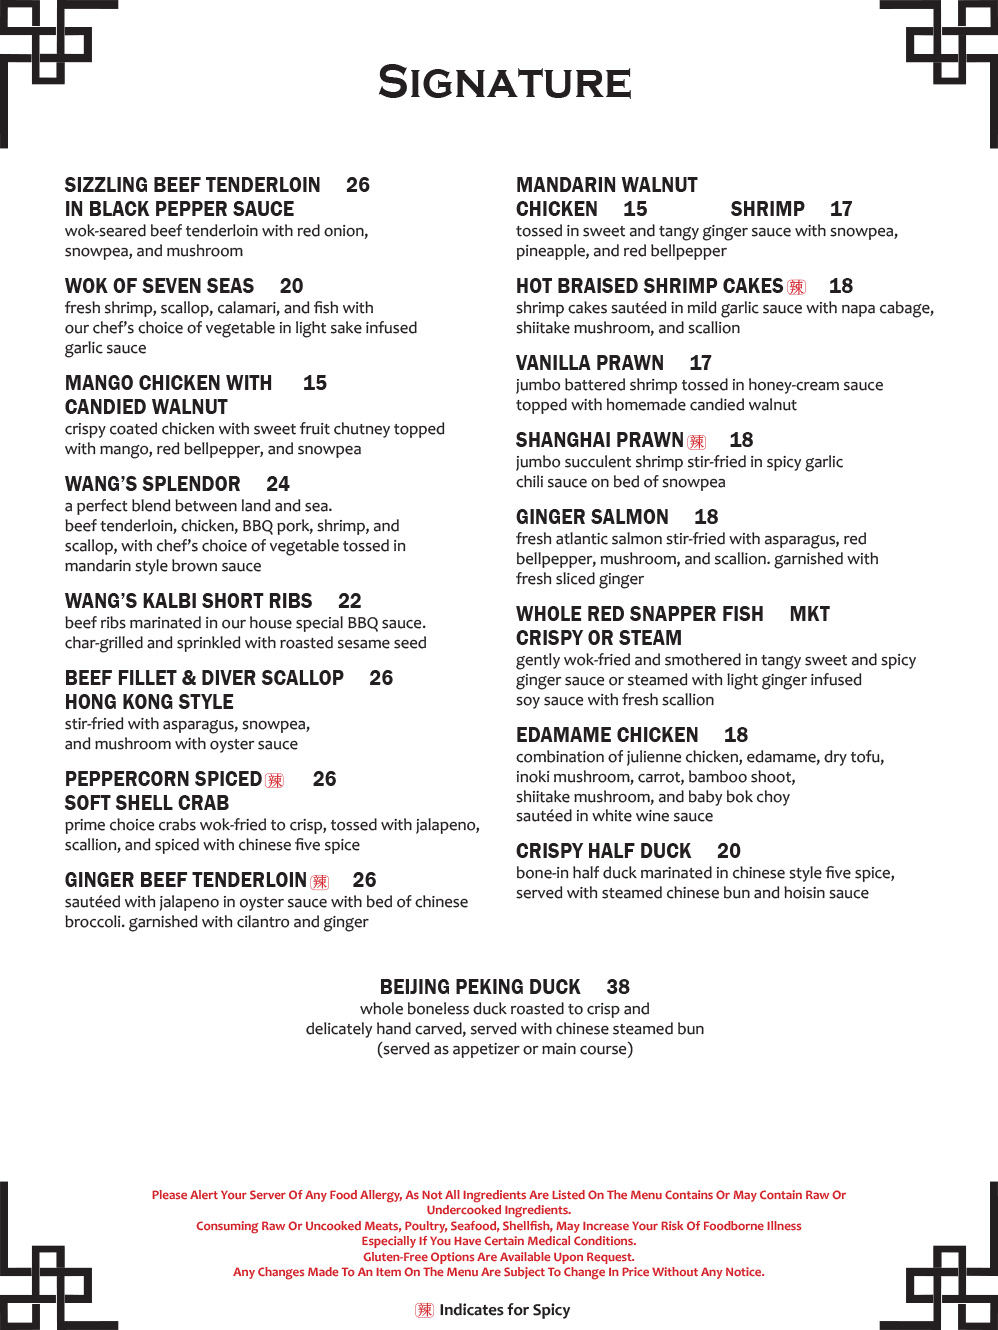 SIGNATURE
SIZZLING BEEF TENDERLOIN 26
IN BLACK PEPPER SAUCE
wok-seared beef tenderloin with red onion,
snowpea, and mushroom
WOK OF SEVEN SEAS 20
fresh shrimp, scallop, calamari, and fish with
our chef's choice of vegetable in light sake infused
garlic sauce
MANGO CHICKEN WITH 15
CANDIED WALNUT
crispy coated chicken with sweet fruit chutney topped
with mango, red bellpepper, and snowpea
WANG'S SPLENDOR 24
a perfect blend between land and sea.
beef tenderloin, chicken, BBQ pork, shrimp, and
scallop, with chef's choice of vegetable tossed in
mandarin style brown sauce
WANG'S KALBI SHORT RIBS 22
beef ribs marinated in our house special BBQ sauce.
char-grilled and sprinkled with roasted sesame seed
BEEF FILLET & DIVER SCALLOP 26
HONG KONG STYLE
stir-fried with asparagus, snowpea,
and mushroom with oyster sauce
PEPPERCORN SPICED 辣 26
SOFT SHELL CRAB
prime choice crabs wok-fried to crisp, tossed with jalapeno,
scallion, and spiced with chinese five spice
GINGER BEEF TENDERLOIN 辣 26
sautéed with jalapeno in oyster sauce with bed of chinese
broccoli. garnished with cilantro and ginger
MANDARIN WALNUT
CHICKEN 15 SHRIMP 17
tossed in sweet and tangy ginger sauce with snowpea,
pineapple, and red bellpepper
HOT BRAISED SHRIMP CAKES 辣 18
shrimp cakes sautéed in mild garlic sauce with napa cabage,
shiitake mushroom, and scallion
VANILLA PRAWN 17
jumbo battered shrimp tossed in honey-cream sauce
topped with homemade candied walnut
SHANGHAI PRAWN 辣 18
jumbo succulent shrimp stir-fried in spicy garlic
chili sauce on bed of snowpea
GINGER SALMON 18
fresh atlantic salmon stir-fried with asparagus, red
bellpepper, mushroom, and scallion. garnished with
fresh sliced ginger
WHOLE RED SNAPPER FISH MKT
CRISPY OR STEAM
gently wok-fried and smothered in tangy sweet and spicy
ginger sauce or steamed with light ginger infused
soy sauce with fresh scallion
EDAMAME CHICKEN 18
combination of julienne chicken, edamame, dry tofu,
inoki mushroom, carrot, bamboo shoot,
shiitake mushroom, and baby bok choy
sautéed in white wine sauce
CRISPY HALF DUCK 20
bone-in half duck marinated in chinese style five spice,
served with steamed chinese bun and hoisin sauce
BEIJING PEKING DUCK 38
whole boneless duck roasted to crisp and
delicately hand carved, served with chinese steamed bun
(served as appetizer or main course)
Please Alert Your Server Of Any Food Allergy, As Not All Ingredients Are Listed On The Menu Contains Or May Contain Raw Or
Undercooked Ingredients.
Consuming Raw Or Uncooked Meats, Poultry, Seafood, Shellfish, May Increase Your Risk Of Foodborne Illness
Especially If You Have Certain Medical Conditions.
Gluten-Free Options Are Available Upon Request.
Any Changes Made To An Item On The Menu Are Subject To Change In Price Without Any Notice.
辣 Indicates for Spicy